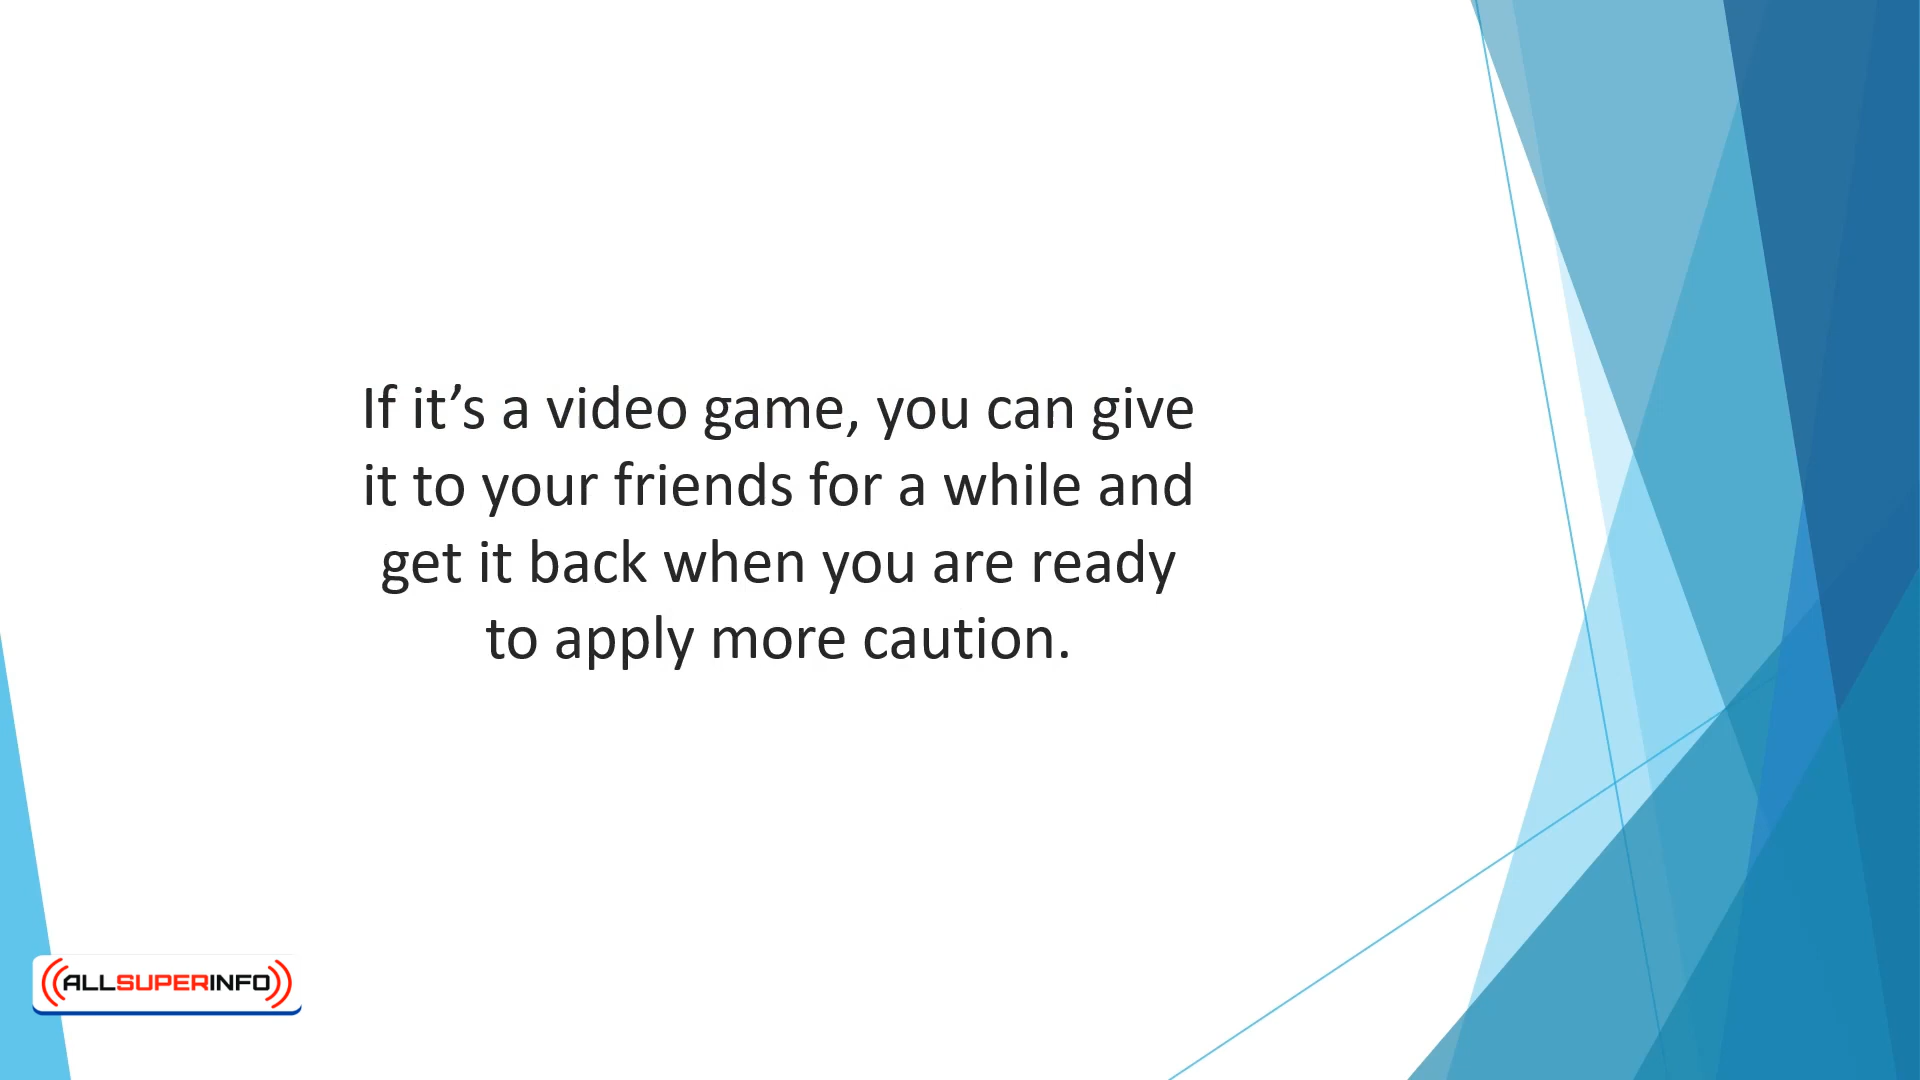 If it’s a video game, you can give
it to your friends for a while and
get it back when you are ready
to apply more caution.
ALLSUPERINFO